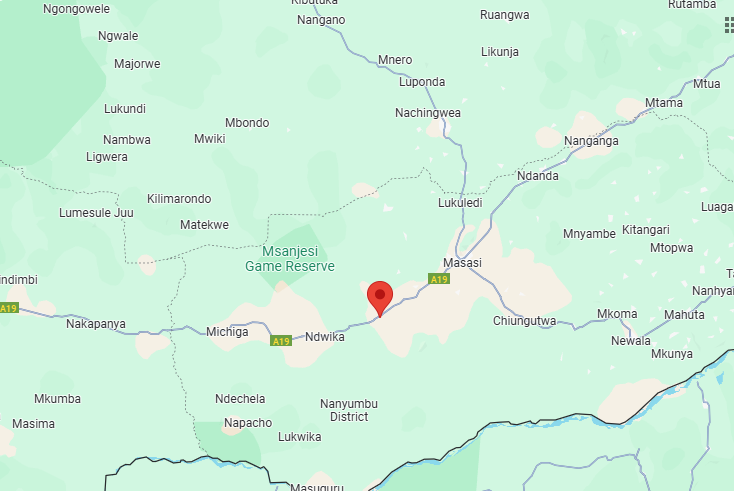 Kibutuka
Rutamba
Ngongowele
Nangano
Ruangwa
Ngwale
Likunja
Majorwe
Mnero
Luponda
Mtua
Mtama
Lukundi
Nachingwea
Mbondo
Nambwa
Mwiki
Nanganga
Ligwera
Ndanda
Kilimarondo
Lukuledi
Lumesule Juu
Luaga
Matekwe
Mnyambe
Kitangari
Mtopwa
Msanjesi
Game Reserve
Masasi
indimbi
A19
Nanhya
A19
Nakapanya
Michiga
A19
Ndwika
Chiungutwa
Mkoma
Mahuta
Newala
Mkunya
Mkumba
Ndechela
Nanyumbu
District
Masima
Napacho
Lukwika
Masuguru